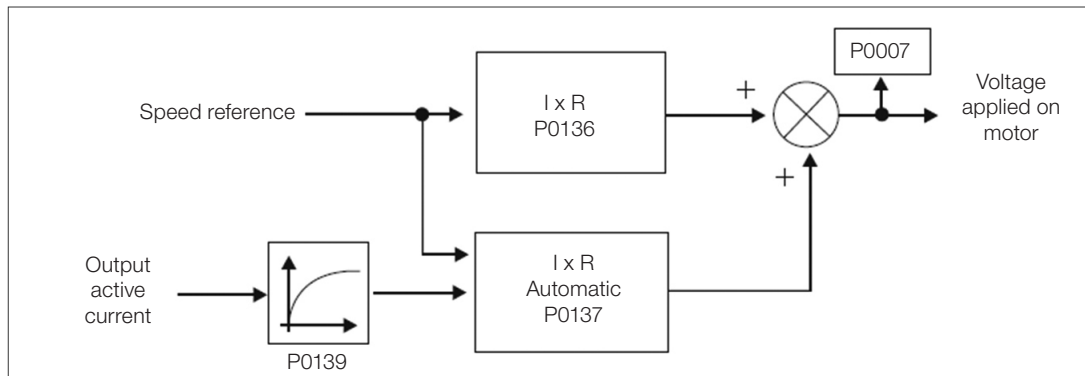 P0007
Speed reference
I x R
P0136
+
Voltage
applied on
motor
+
Output
active
current
P0139
I x R
Automatic
P0137